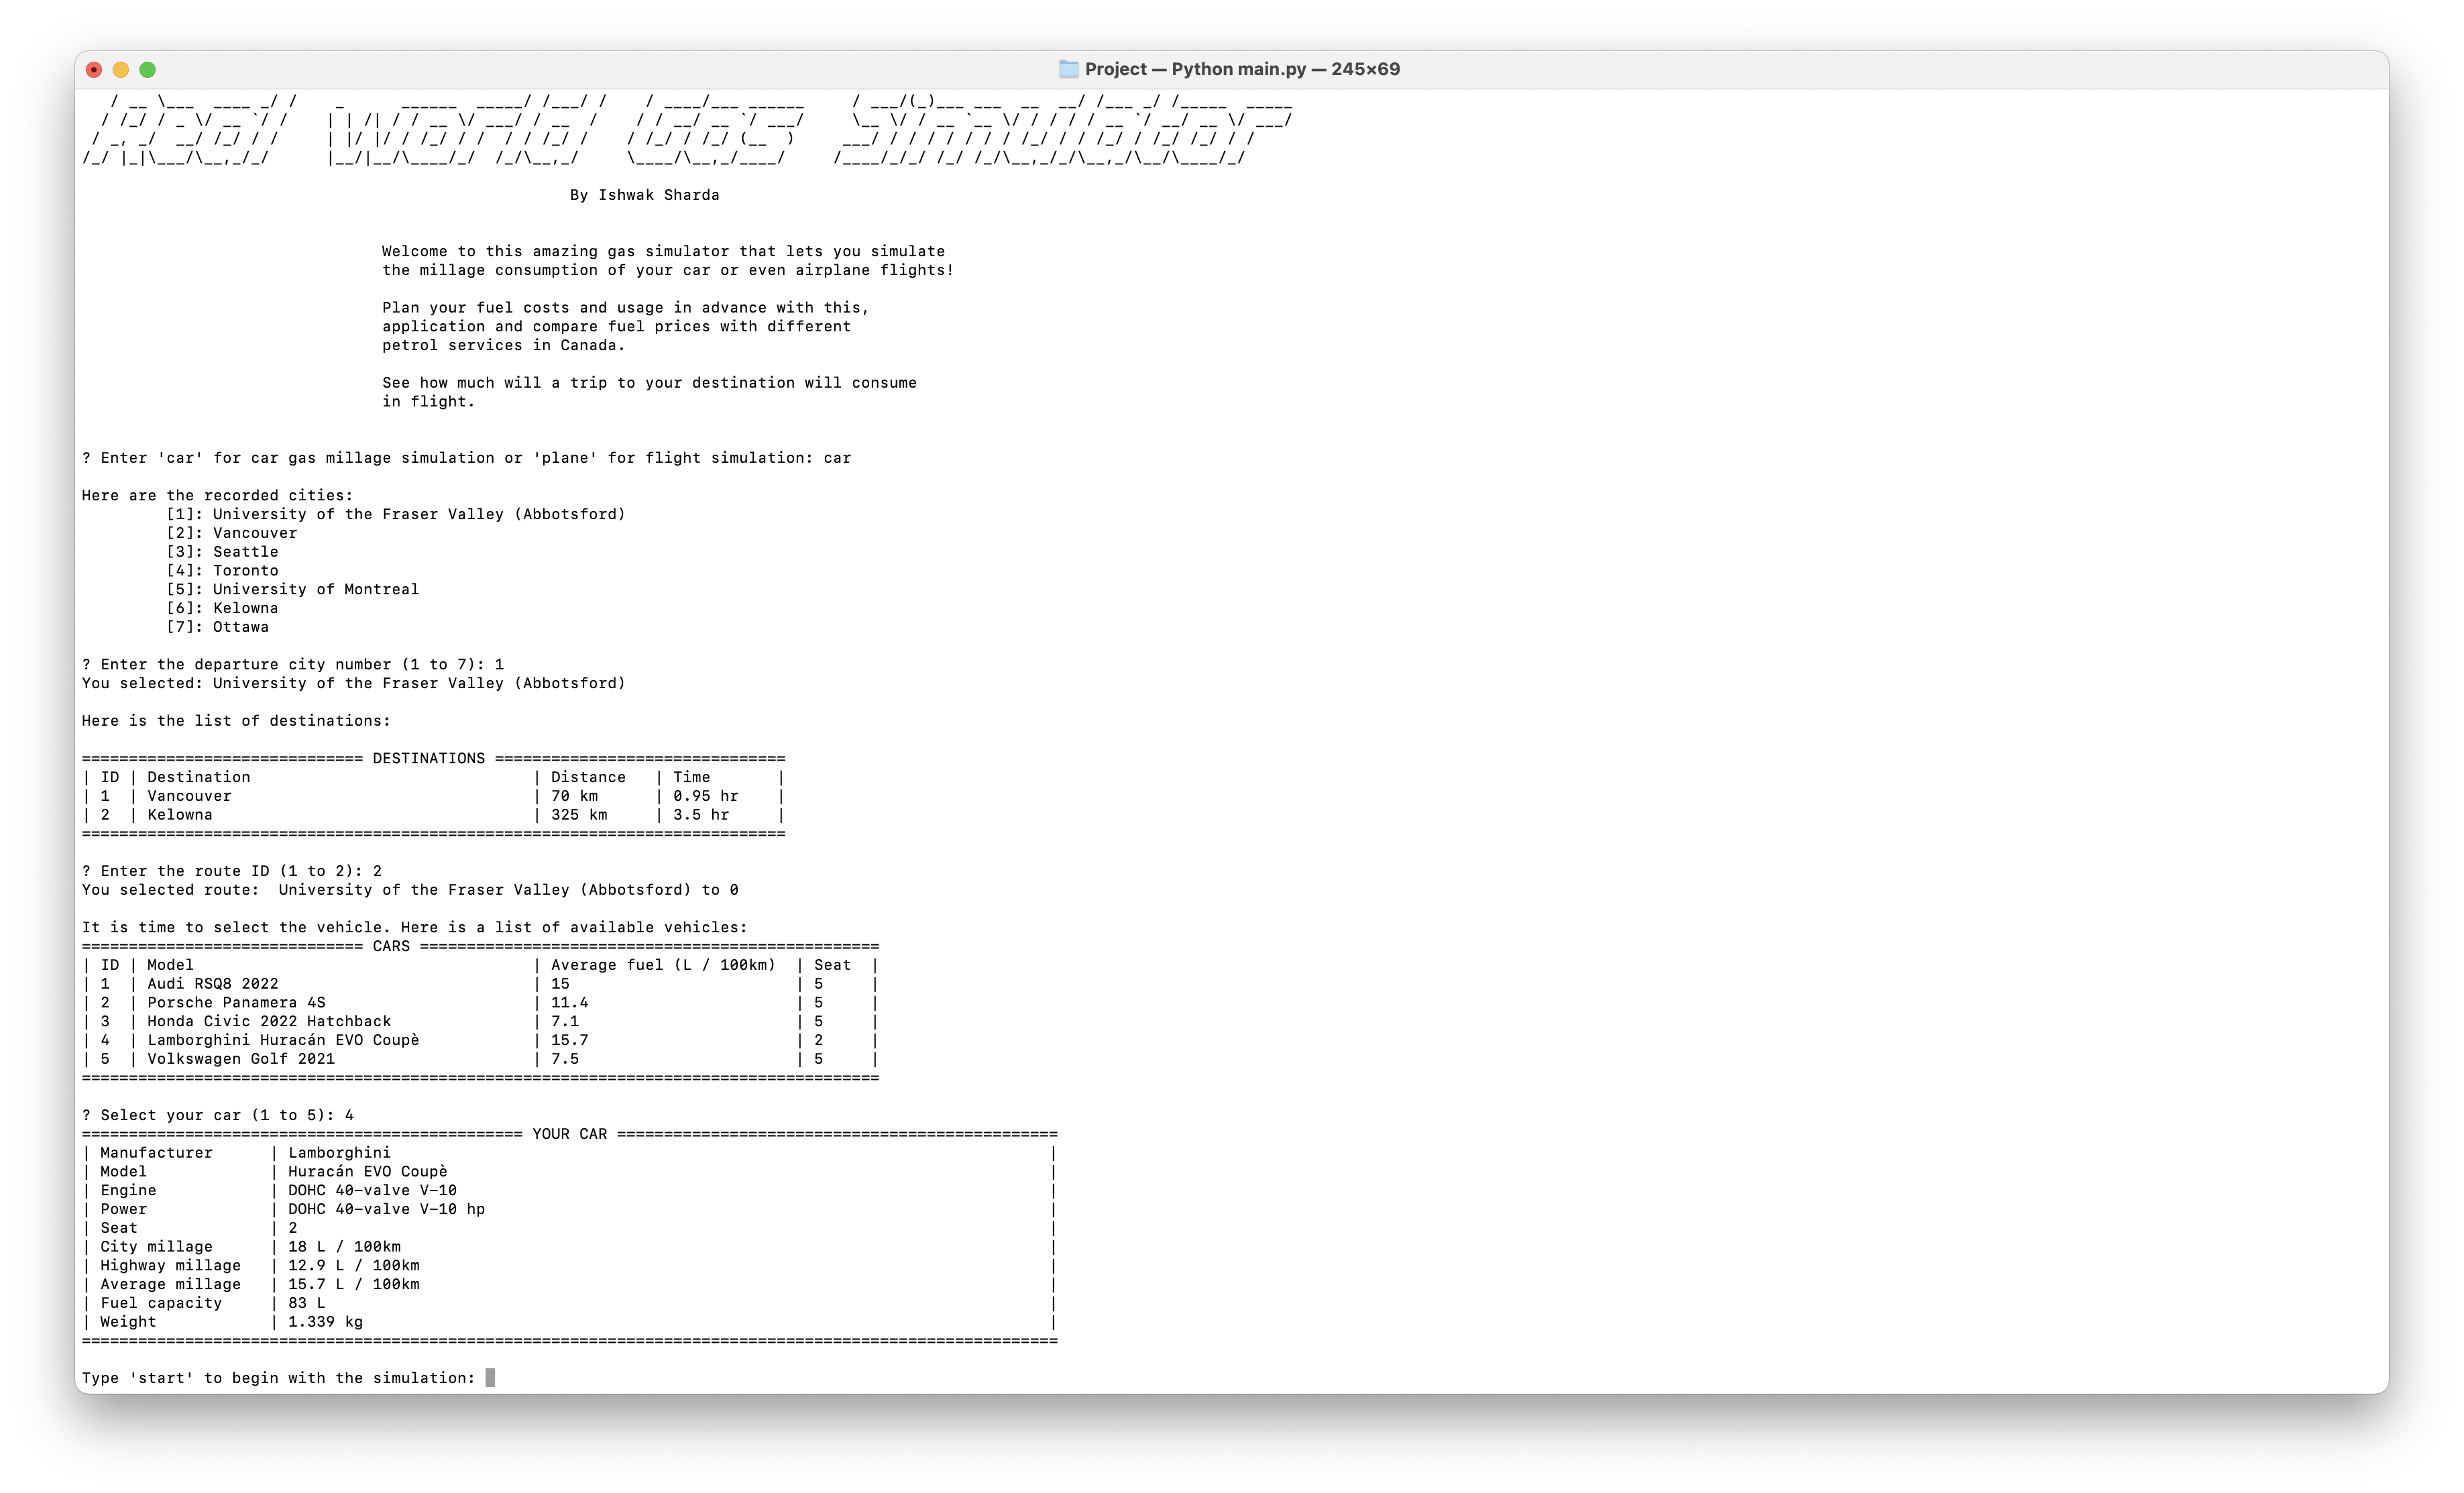 Project — Python main.py — 245×69
Real World Gas Simulator
By Ishwak Sharda
Welcome to this amazing gas simulator that lets you simulate
the millage consumption of your car or even airplane flights!
Plan your fuel costs and usage in advance with this,
application and compare fuel prices with different
petrol services in Canada.
See how much will a trip to your destination will consume
in flight.
? Enter 'car' for car gas millage simulation or 'plane' for flight simulation: car
Here are the recorded cities:
[1]: University of the Fraser Valley (Abbotsford)
[2]: Vancouver
[3]: Seattle
[4]: Toronto
[5]: University of Montreal
[6]: Kelowna
[7]: Ottawa
? Enter the departure city number (1 to 7): 1
You selected: University of the Fraser Valley (Abbotsford)
Here is the list of destinations:
============================== DESTINATIONS ===============================
| ID | Destination | Distance | Time |
| 1 | Vancouver | 70 km | 0.95 hr |
| 2 | Kelowna | 325 km | 3.5 hr |
===========================================================================
? Enter the route ID (1 to 2): 2
You selected route:  University of the Fraser Valley (Abbotsford) to 0
It is time to select the vehicle. Here is a list of available vehicles:
============================== CARS =================================================
| ID | Model | Average fuel (L / 100km) | Seat |
| 1 | Audi RSQ8 2022 | 15 | 5 |
| 2 | Porsche Panamera 4S | 11.4 | 5 |
| 3 | Honda Civic 2022 Hatchback | 7.1 | 5 |
| 4 | Lamborghini Huracán EVO Coupè | 15.7 | 2 |
| 5 | Volkswagen Golf 2021 | 7.5 | 5 |
=====================================================================================
? Select your car (1 to 5): 4
=============================================== YOUR CAR ===============================================
| Manufacturer | Lamborghini |
| Model | Huracán EVO Coupè |
| Engine | DOHC 40-valve V-10 |
| Power | DOHC 40-valve V-10 hp |
| Seat | 2 |
| City millage | 18 L / 100km |
| Highway millage | 12.9 L / 100km |
| Average millage | 15.7 L / 100km |
| Fuel capacity | 83 L |
| Weight | 1.339 kg |
========================================================================================================
Type 'start' to begin with the simulation: